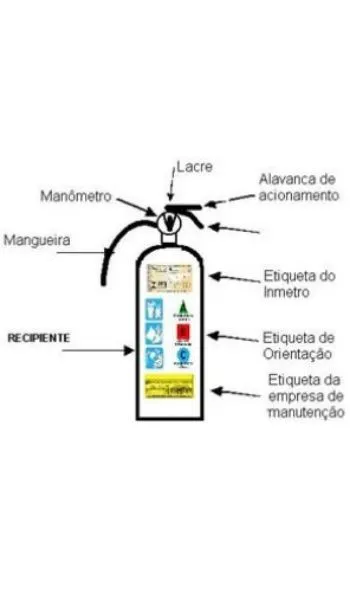 Lacre
Manômetro
Alavanca de
acionamento
Mangueira
Etiqueta do
Inmetro
RECIPIENTE
Etiqueta de
Orientação
A
C
Etiqueta da
empresa de
manutenção